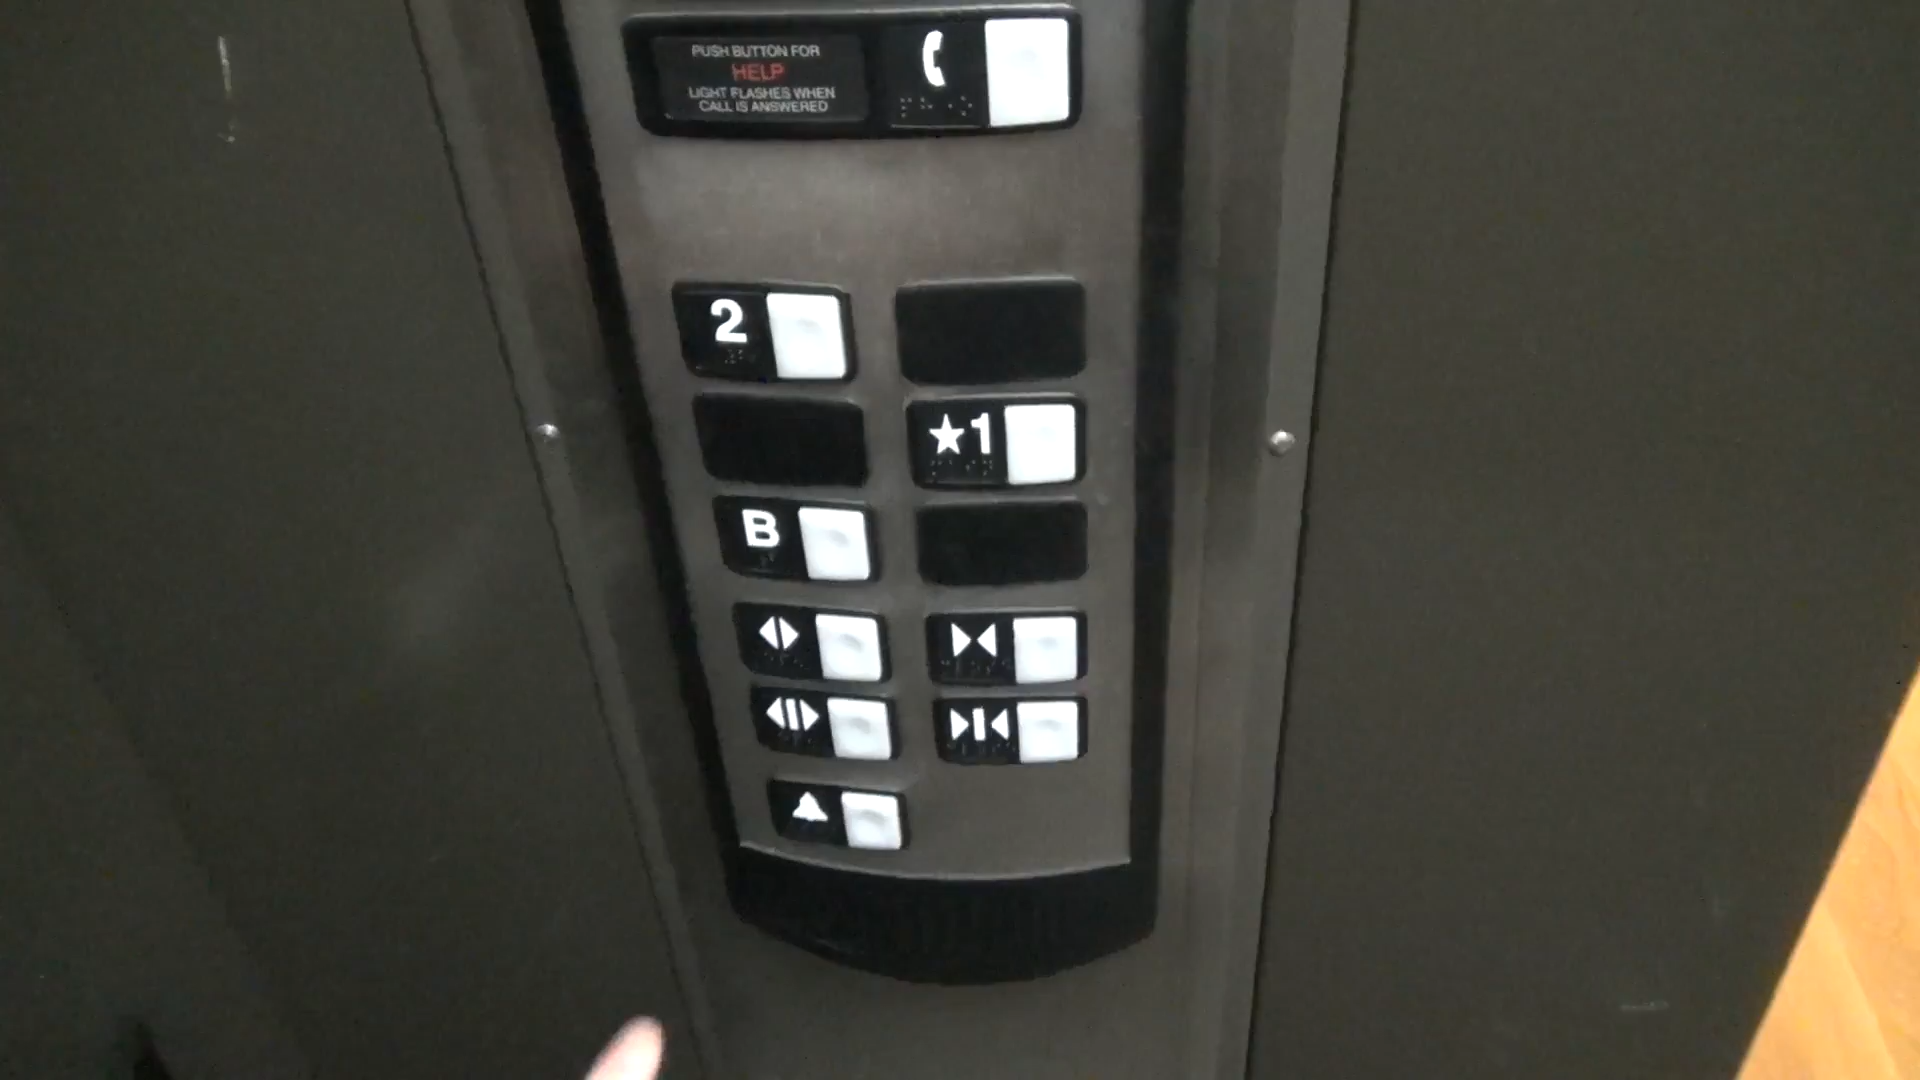 PUSH BUTTON FOR
HELP
LIGHT FLASHES WHEN
CALL IS ANSWERED
2
★1
B